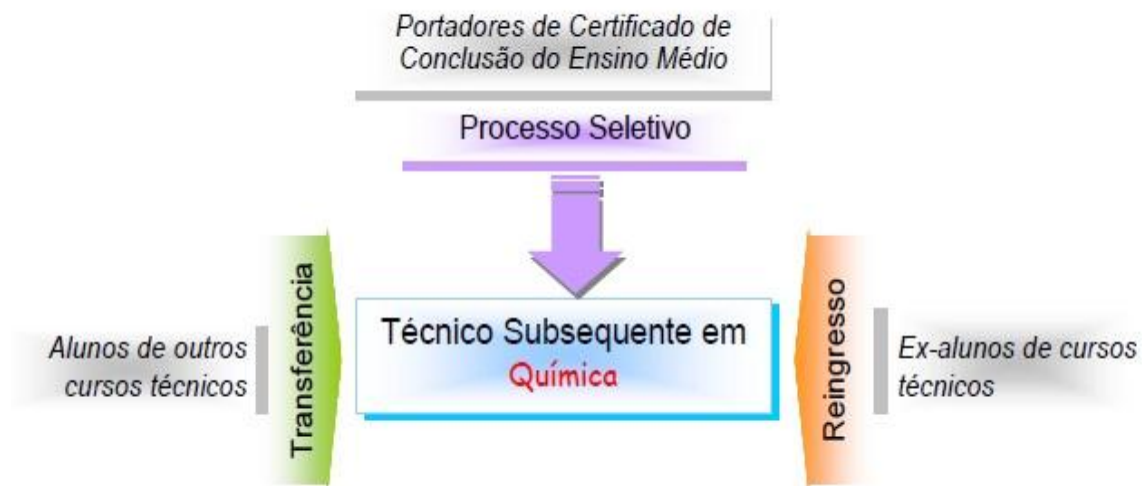 Portadores de Certificado de
Conclusão do Ensino Médio
Processo Seletivo
Transferência
Alunos de outros
cursos técnicos
Técnico Subsequente em
Química
Reingresso
Ex-alunos de cursos
técnicos